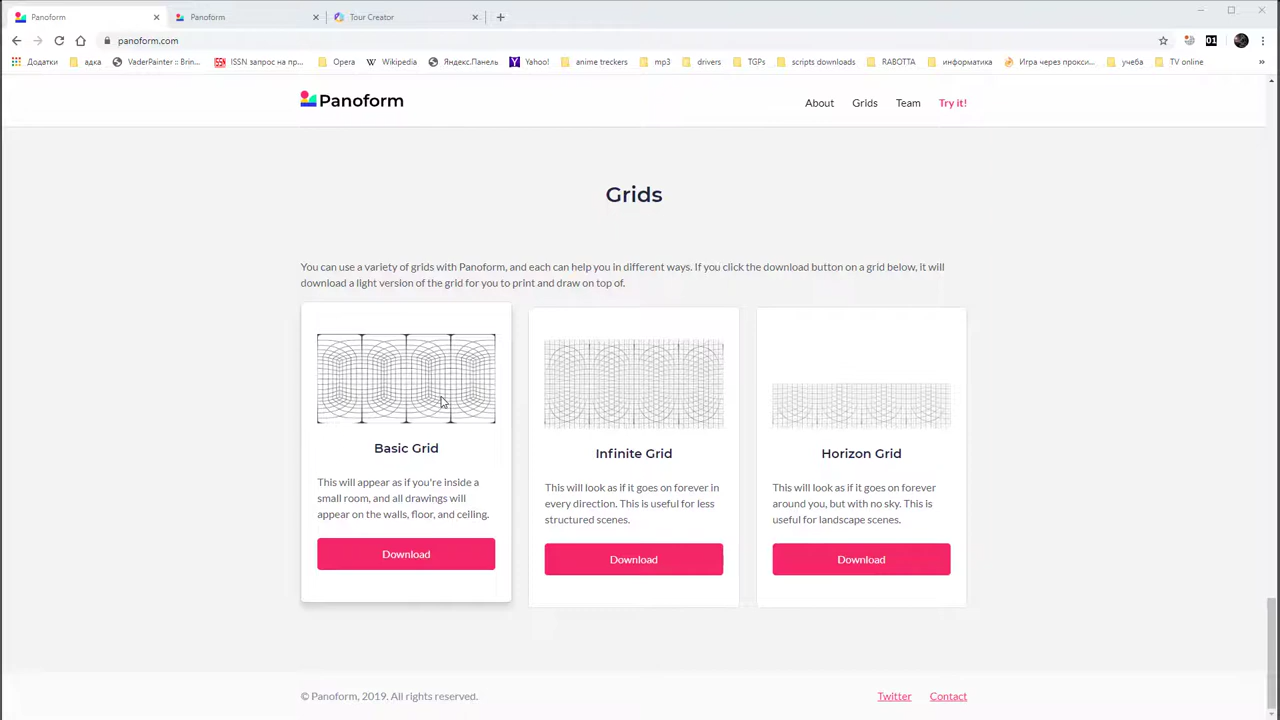 Panoform
Panoform
Tour Creator
panoform.com
Додатки
адка
VaderPainter :: Brin...
ISSN запрос на пр...
Opera
Wikipedia
Яндекс.Панель
Yahoo!
anime treckers
mp3
drivers
TGPs
scripts downloads
RABOTTA
информатика
Игра через прокси...
учеба
TV online
»
Panoform
About
Grids
Team
Try it!
Grids
You can use a variety of grids with Panoform, and each can help you in different ways. If you click the download button on a grid below, it will
download a light version of the grid for you to print and draw on top of.
Basic Grid
This will appear as if you're inside a
small room, and all drawings will
appear on the walls, floor, and ceiling.
Download
Infinite Grid
This will look as if it goes on forever in
every direction. This is useful for less
structured scenes.
Download
Horizon Grid
This will look as if it goes on forever
around you, but with no sky. This is
useful for landscape scenes.
Download
© Panoform, 2019. All rights reserved.
Twitter
Contact